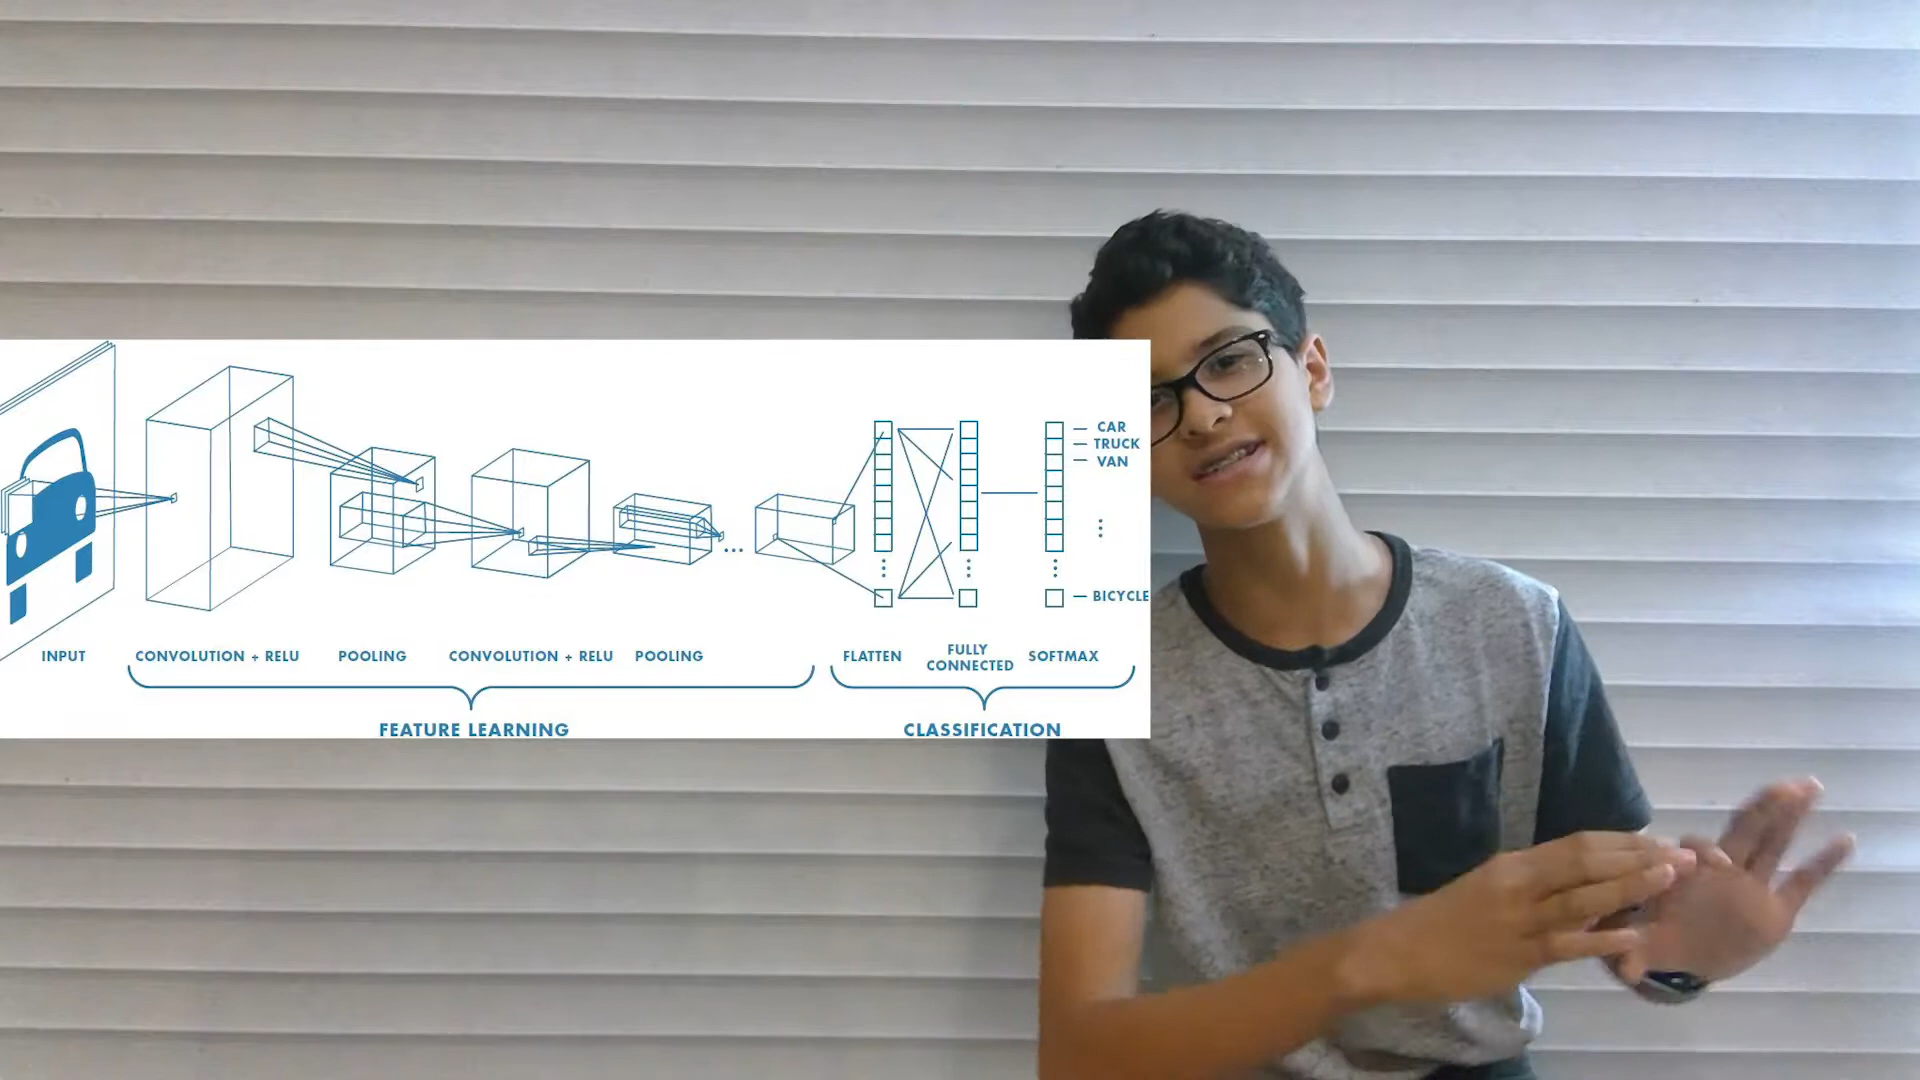 CAR
TRUCK
VAN
BICYCLE
INPUT
CONVOLUTION + RELU
POOLING
CONVOLUTION + RELU
POOLING
FLATTEN
FULLY
CONNECTED
SOFTMAX
FEATURE LEARNING
CLASSIFICATION